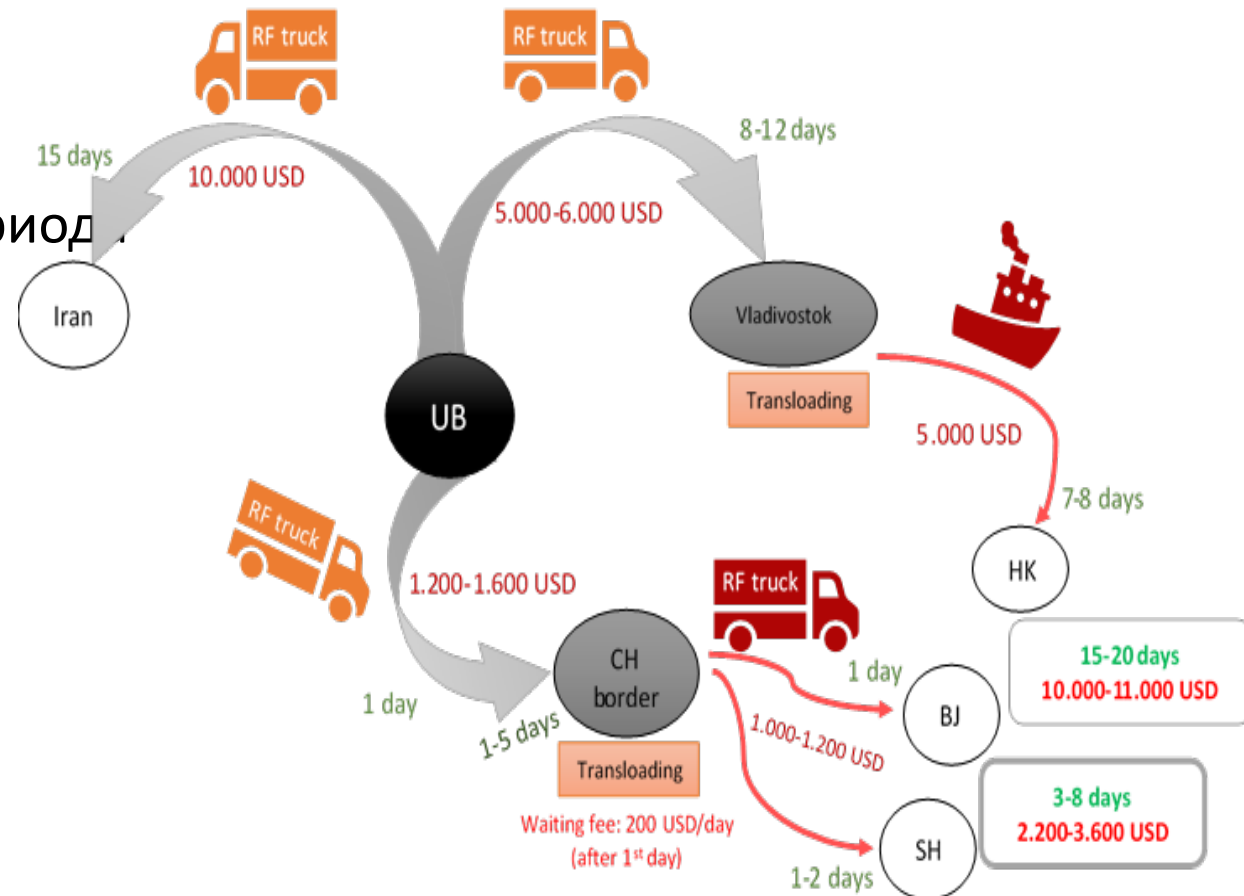 RF truck
RF truck
15 days
10.000 USD
8-12 days
5.000-6.000 USD
Iran
Vladivostok
Transloading
UB
5.000 USD
7-8 days
HK
RF truck
1.200-1.600 USD
1 day
CH
border
1-5 days
Transloading
Waiting fee: 200 USD/day
(after 1st day)
RF truck
1 day
1.000-1.200 USD
BJ
15-20 days
10.000-11.000 USD
1-2 days
SH
3-8 days
2.200-3.600 USD